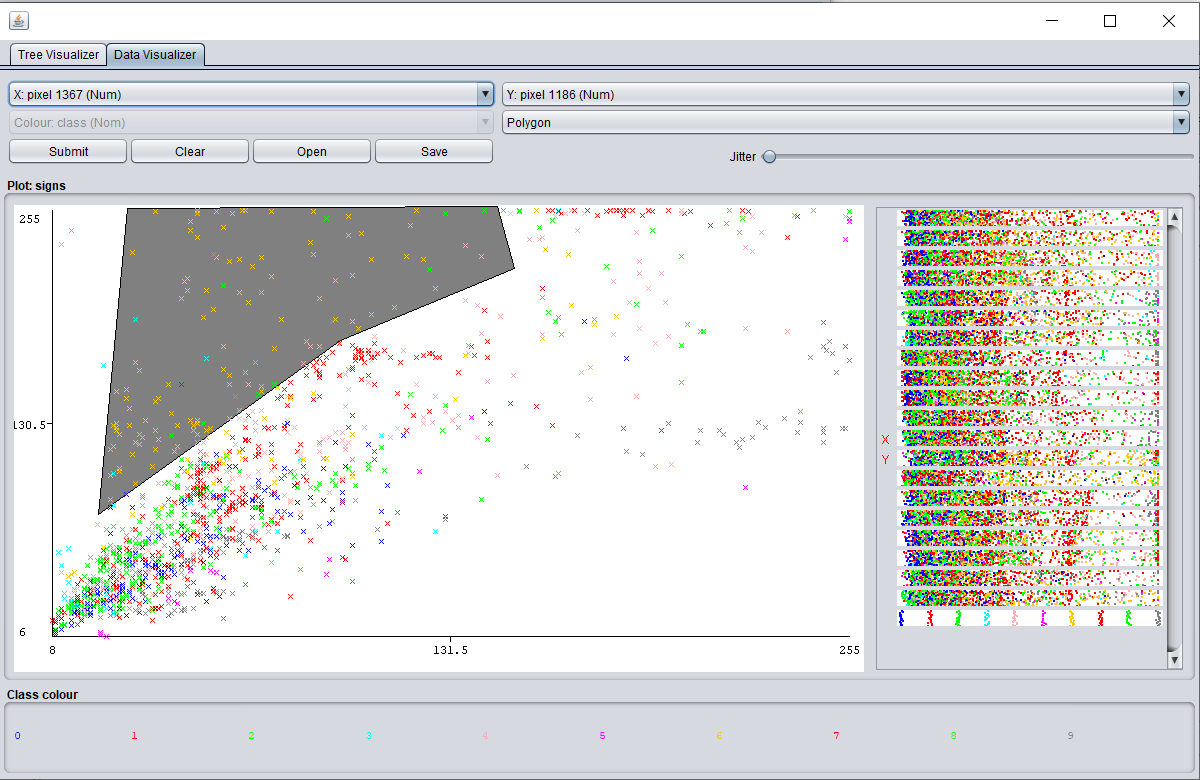 Tree Visualizer Data Visualizer
X: pixel 1367 (Num) Y: pixel 1186 (Num)
Colour: class (Nom) Polygon
Submit Clear Open Save Jitter
Plot: signs
255
130.5
6
8 131.5 255
X
Y
Class colour
0 1 2 3 4 5 6 7 8 9